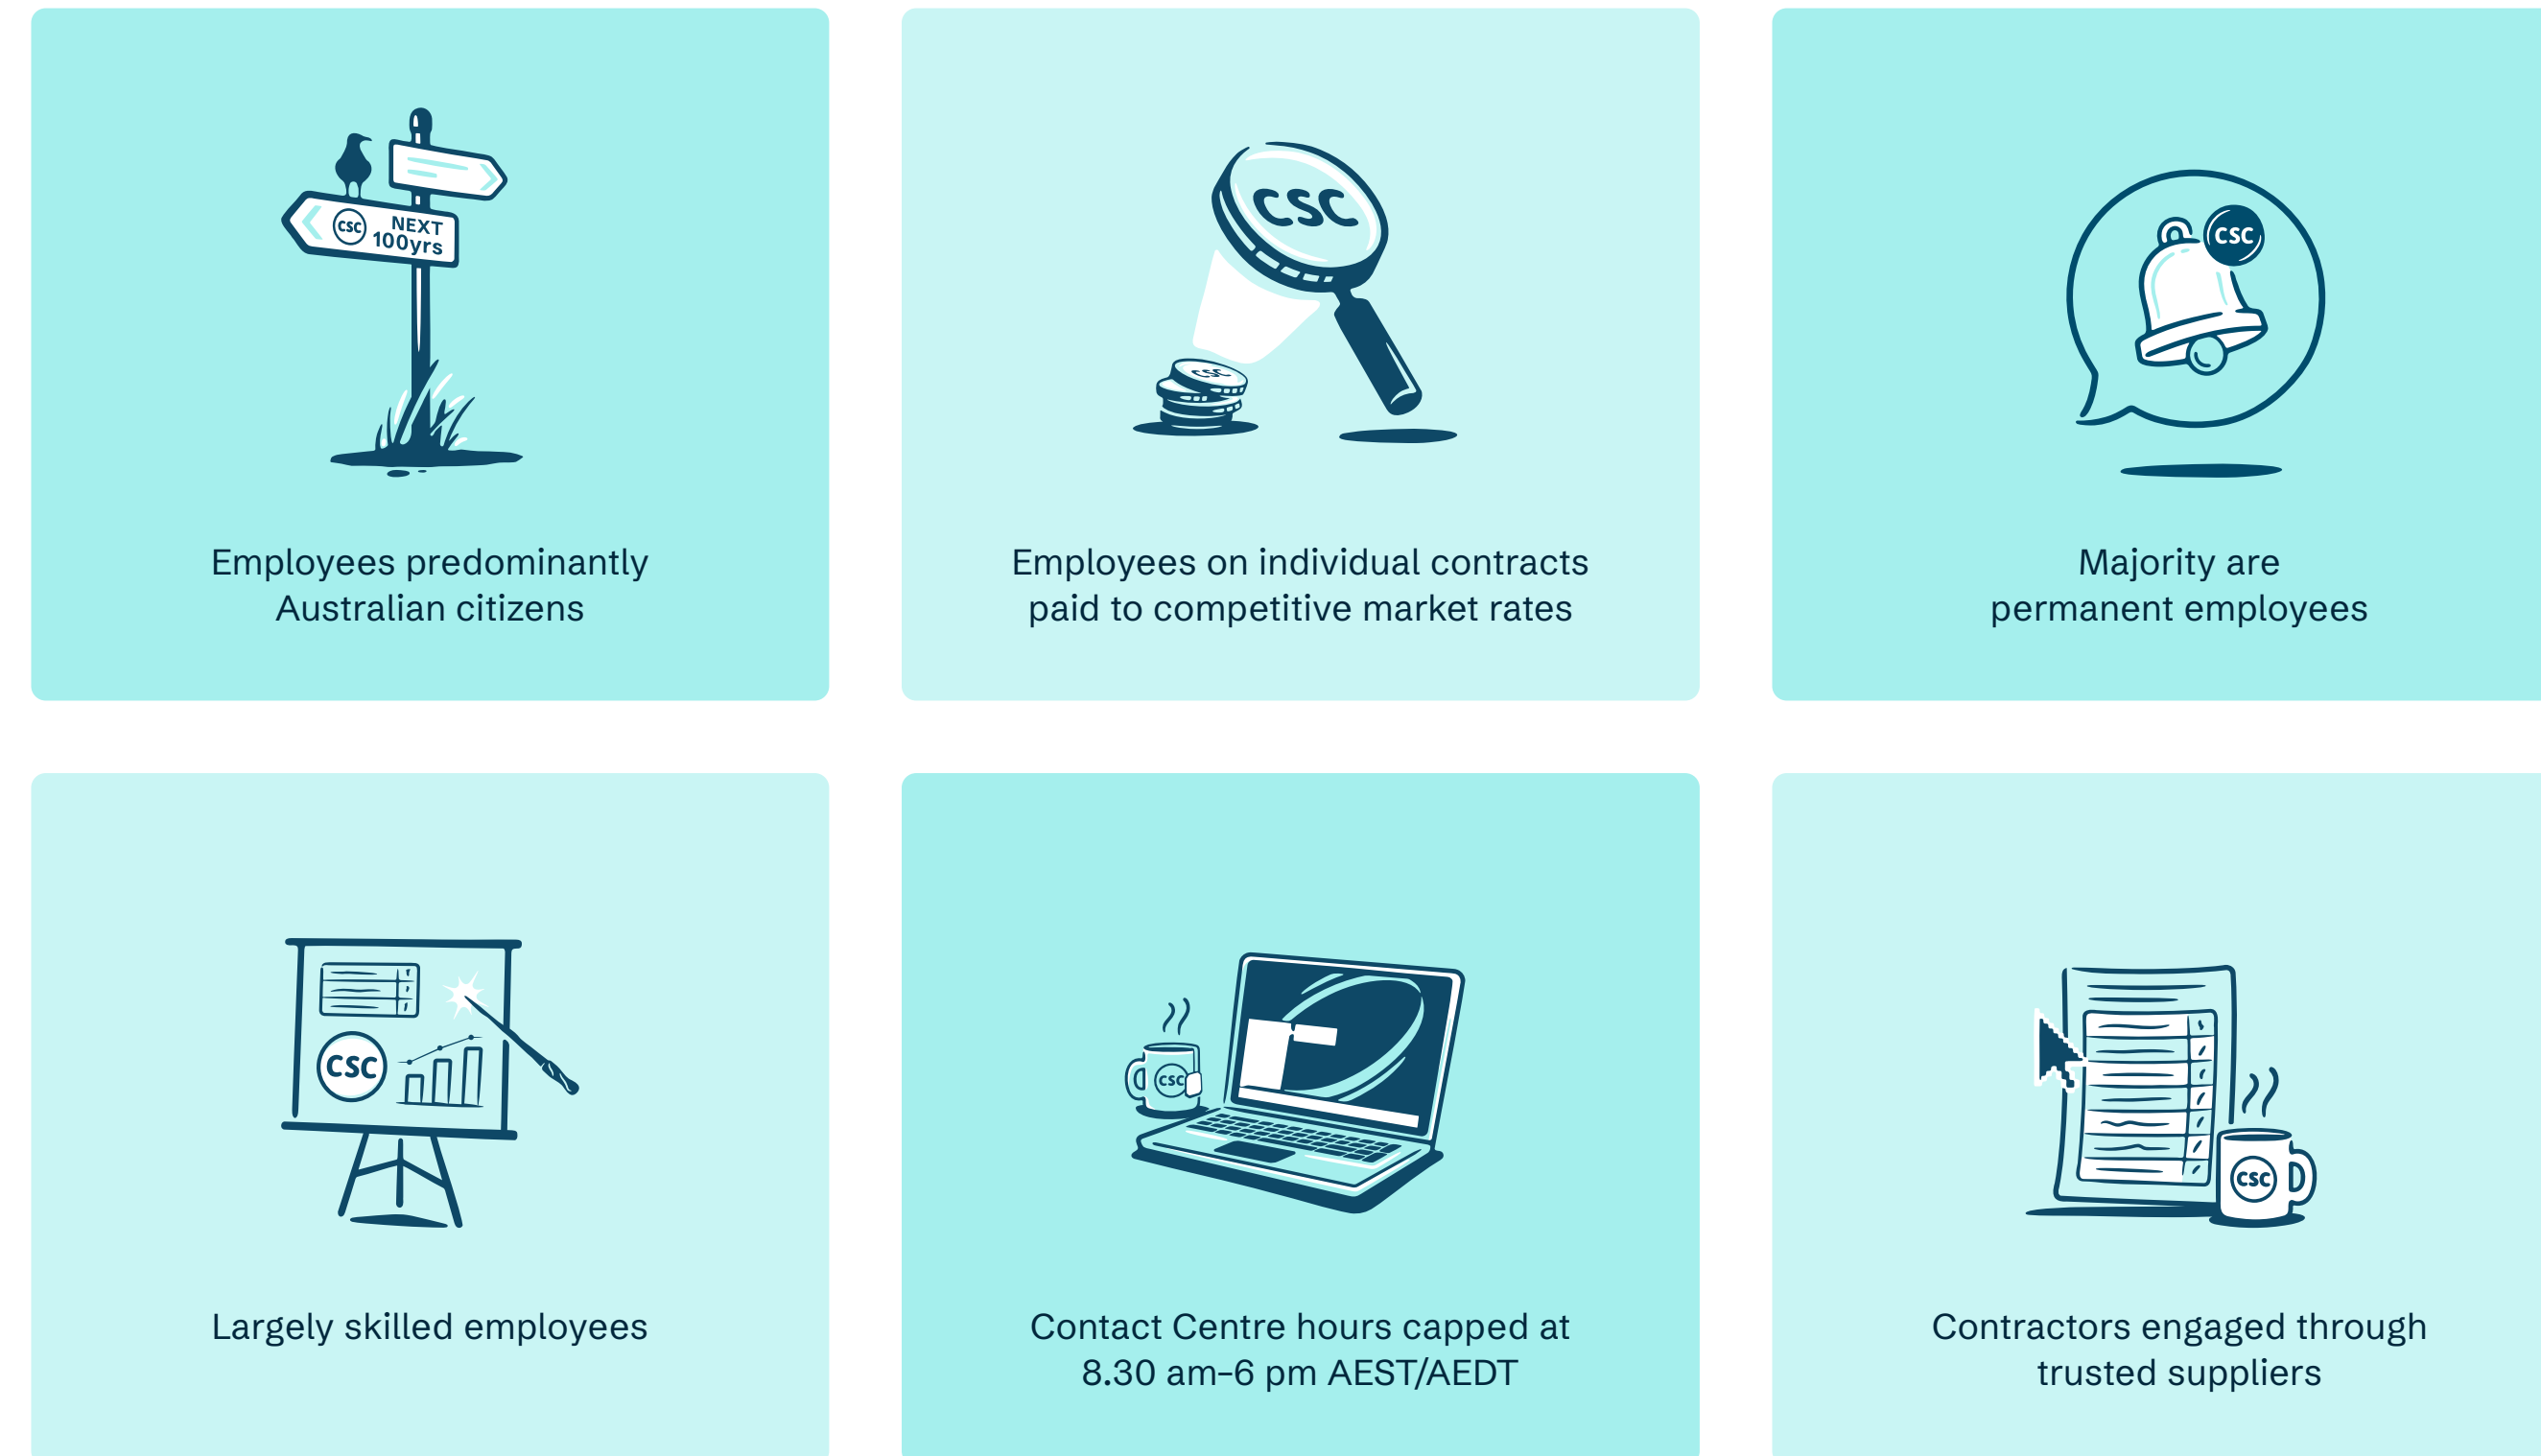 CSC
NEXT
100yrs
Employees predominantly
Australian citizens
CSC
CSC
Employees on individual contracts
paid to competitive market rates
CSC
Majority are
permanent employees
CSC
Largely skilled employees
CSC
Contact Centre hours capped at
8.30 am–6 pm AEST/AEDT
CSC
Contractors engaged through
trusted suppliers